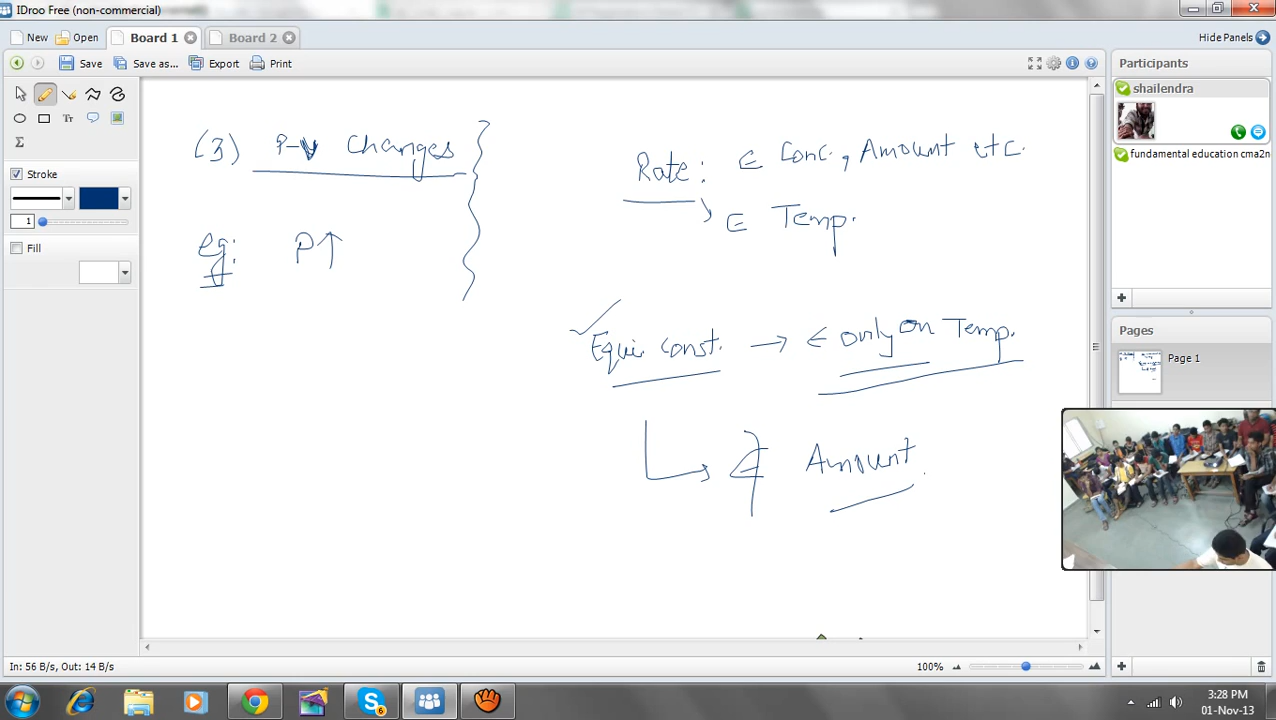 IDroo Free (non-commercial)
New Open Board 1 Board 2 Hide Panels
Save Save as... Export Print
Participants
shailendra
fundamental education cma2n
Tr
Σ
Stroke
1
Fill
(3) P-V Changes
eg: P↑
Rate: ∈ Conc., Amount etc.
∈ Temp.
Equi const. → ∈ only on Temp.
∉ Amount
Pages
Page 1
In: 56 B/s, Out: 14 B/s 100%
3:28 PM
01-Nov-13